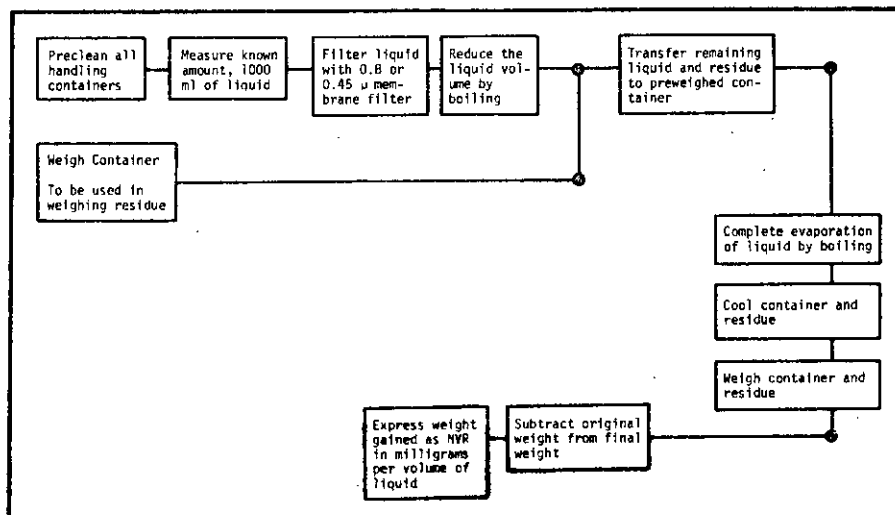 Preclean all
handling
containers
Measure known
amount, 1000
ml of liquid
Filter liquid
with 0.8 or
0.45 μ mem-
brane filter
Reduce the
liquid vol-
ume by
boiling
Transfer remaining
liquid and residue
to preweighed con-
tainer
Weigh Container
To be used in
weighing residue
Complete evaporation
of liquid by boiling
Cool container and
residue
Weigh container and
residue
Subtract original
weight from final
weight
Express weight
gained as NVR
in milligrams
per volume of
liquid